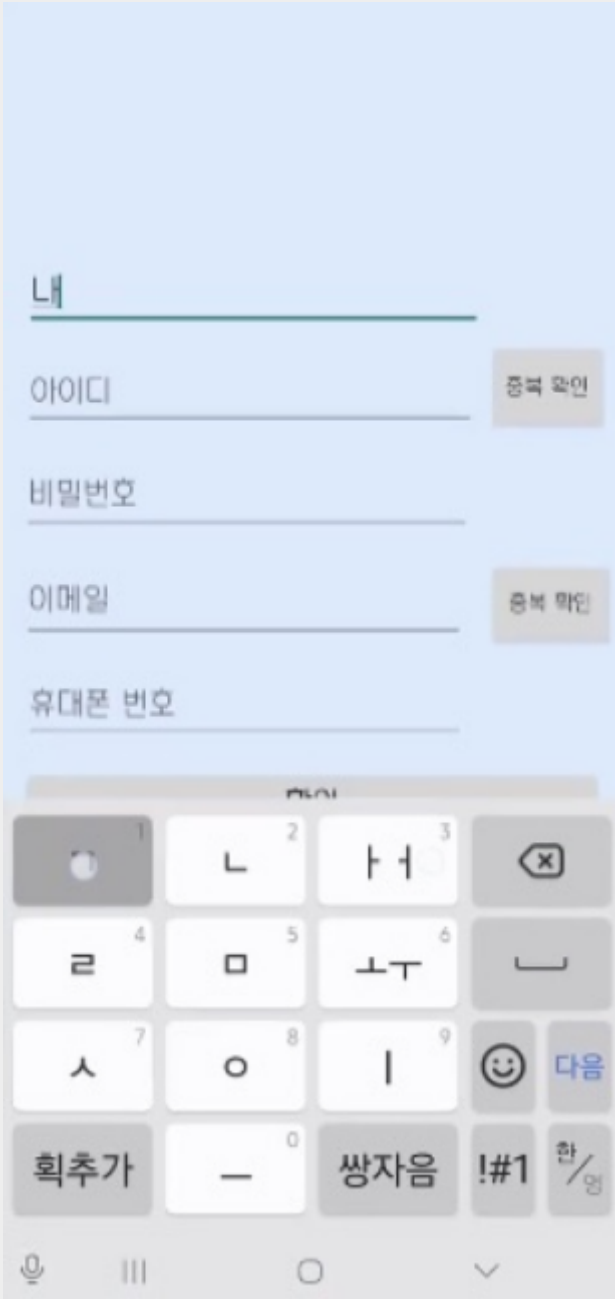 내
아이디
중복 확인
비밀번호
이메일
중복 확인
휴대폰 번호
1
ㄴ 2
ㅏㅓ 3
ㄹ 4
ㅁ 5
ㅗㅜ 6
ㅅ 7
ㅇ 8
ㅣ 9
다음
획추가
ㅡ 0
쌍자음
!#1
한/영